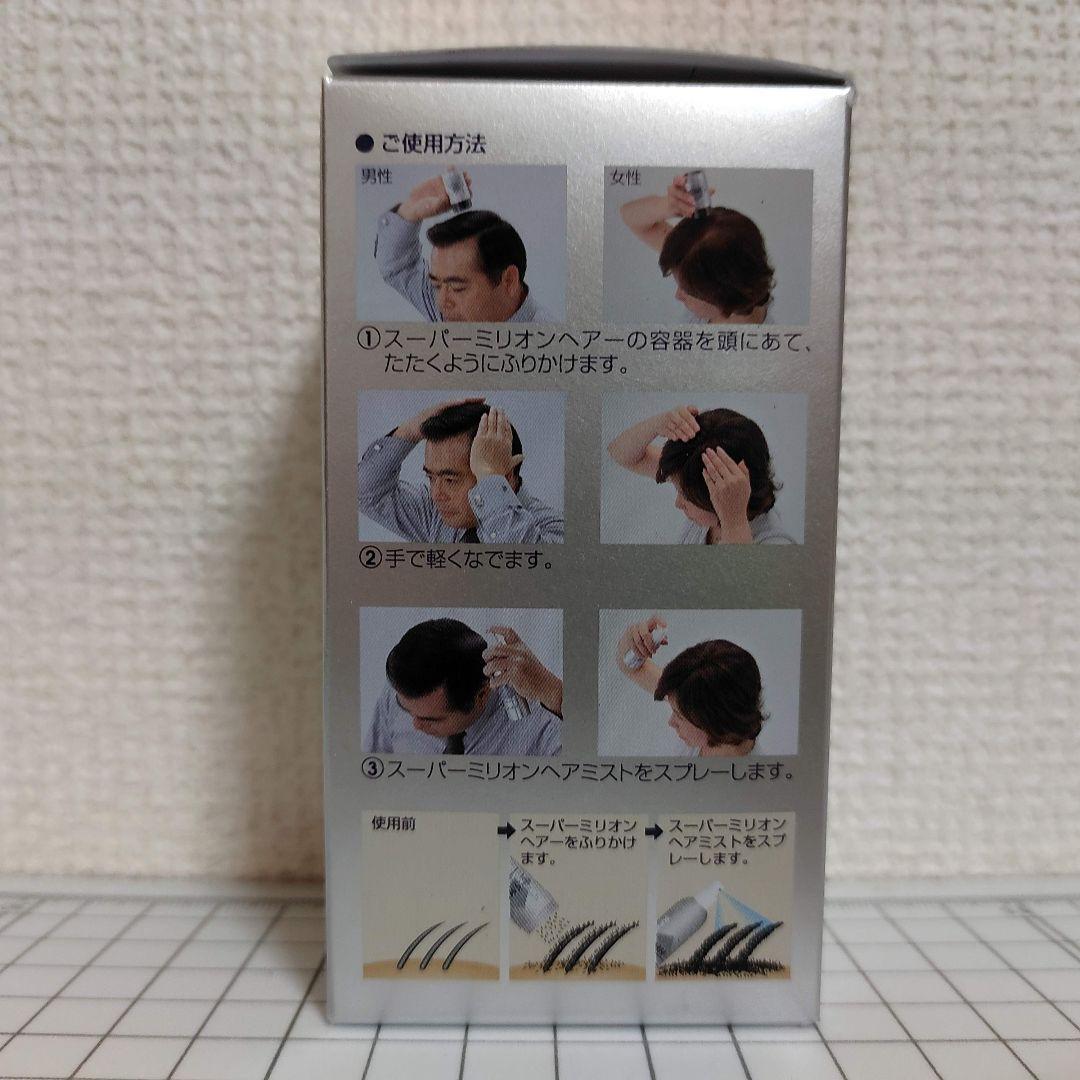 ● ご使用方法
男性
女性
①スーパーミリオンヘアーの容器を頭にあて、
たたくようにふりかけます。
②手で軽くなでます。
③スーパーミリオンヘアミストをスプレーします。
使用前
スーパーミリオン
ヘアーをふりかけ
ます。
スーパーミリオン
ヘアミストをスプ
レーします。